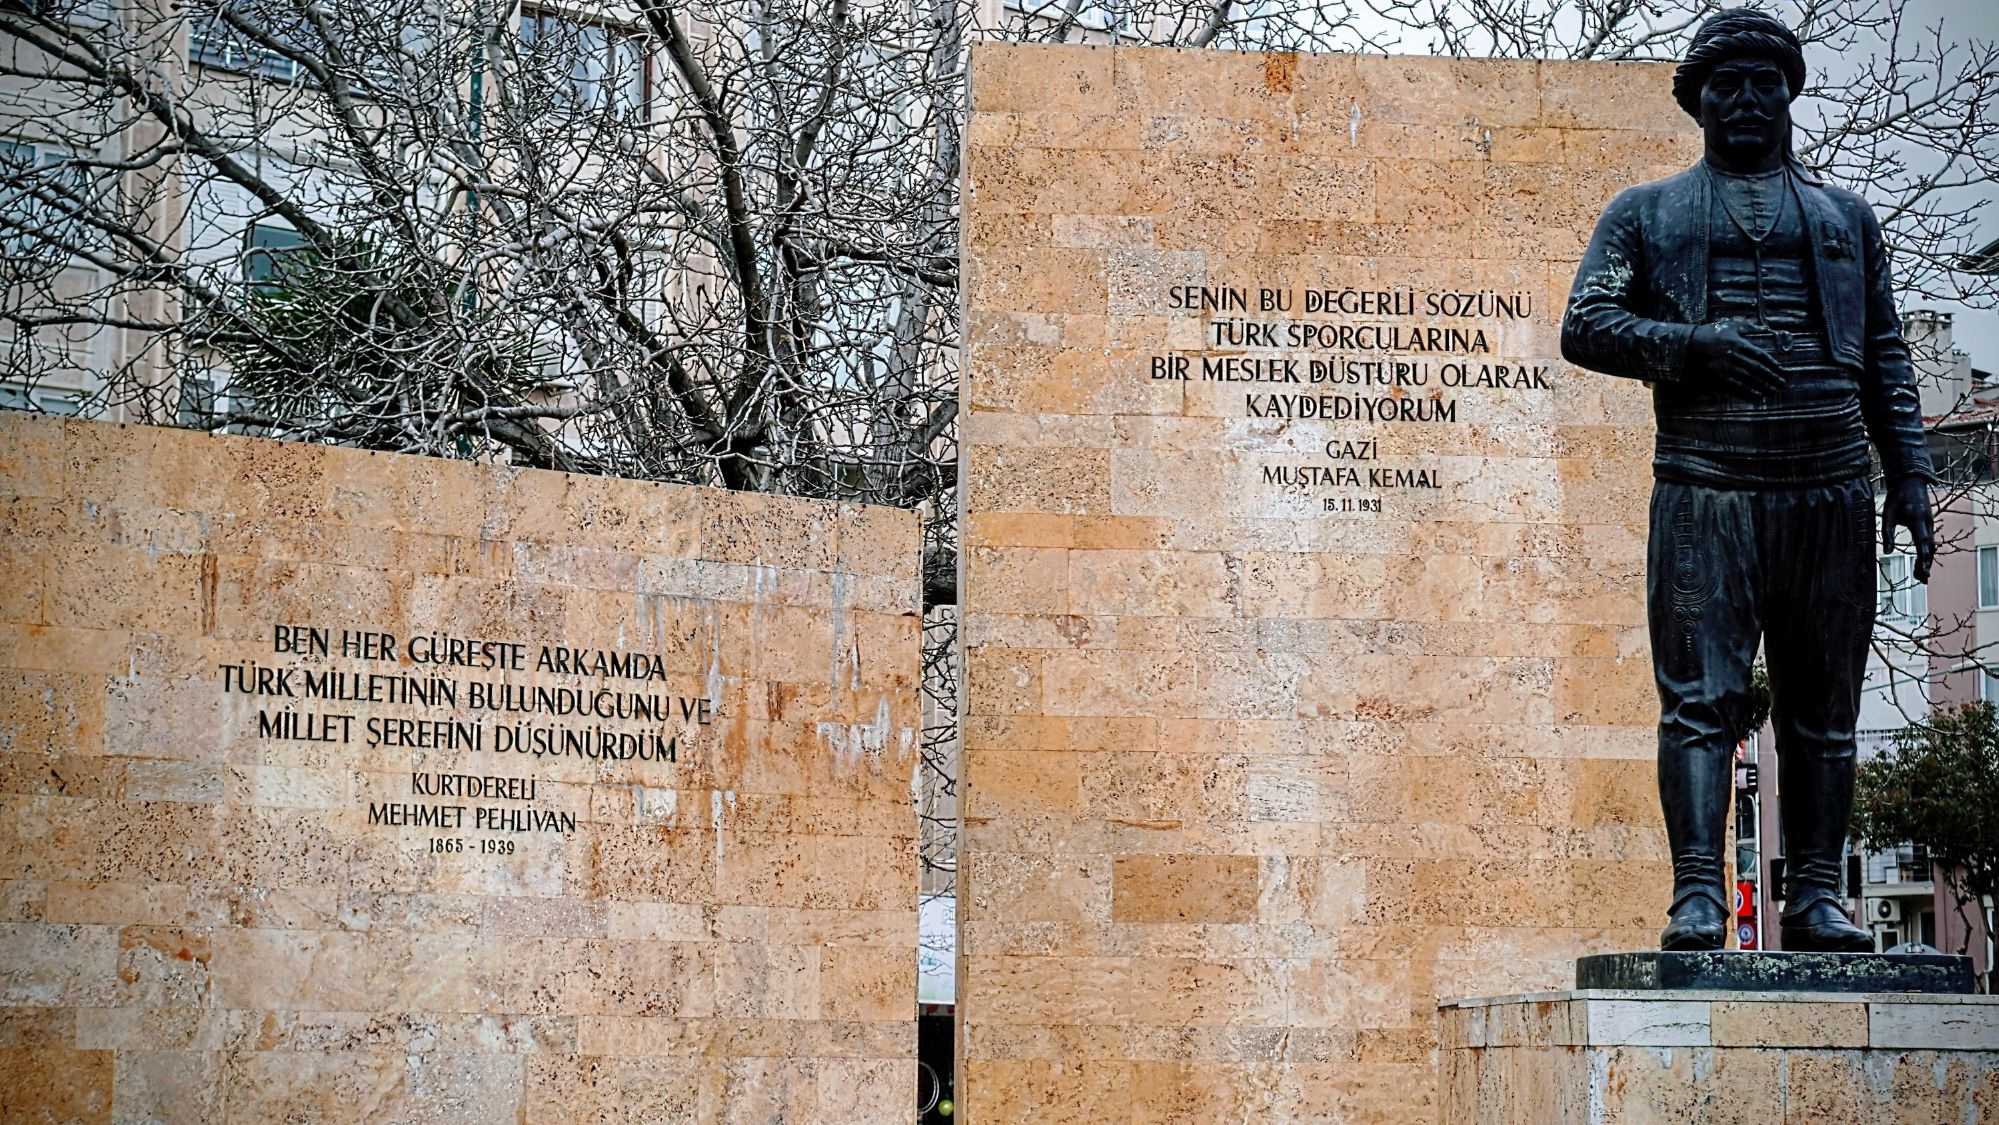 BEN HER GÜREŞTE ARKAMDA
TÜRK MİLLETİNİN BULUNDUĞUNU VE
MİLLET ŞEREFİNİ DÜŞÜNÜRDÜM
KURTDERELİ
MEHMET PEHLİVAN
1865 - 1939
SENİN BU DEĞERLİ SÖZÜNÜ
TÜRK SPORCULARINA
BİR MESLEK DÜSTURU OLARAK
KAYDEDİYORUM
GAZİ
MUSTAFA KEMAL
15.11.1931